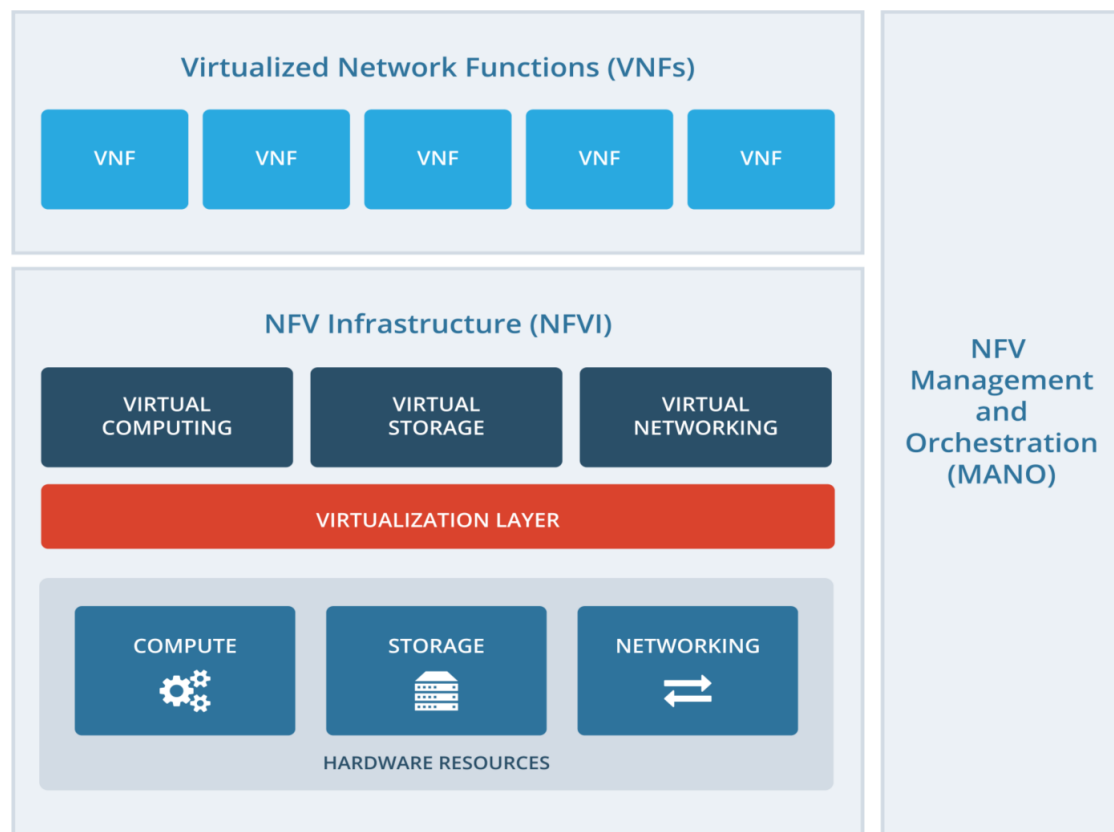 Virtualized Network Functions (VNFs)
VNF
VNF
VNF
VNF
VNF
NFV Infrastructure (NFVI)
VIRTUAL
COMPUTING
VIRTUAL
STORAGE
VIRTUAL
NETWORKING
VIRTUALIZATION LAYER
COMPUTE
STORAGE
NETWORKING
HARDWARE RESOURCES
NFV
Management
and
Orchestration
(MANO)